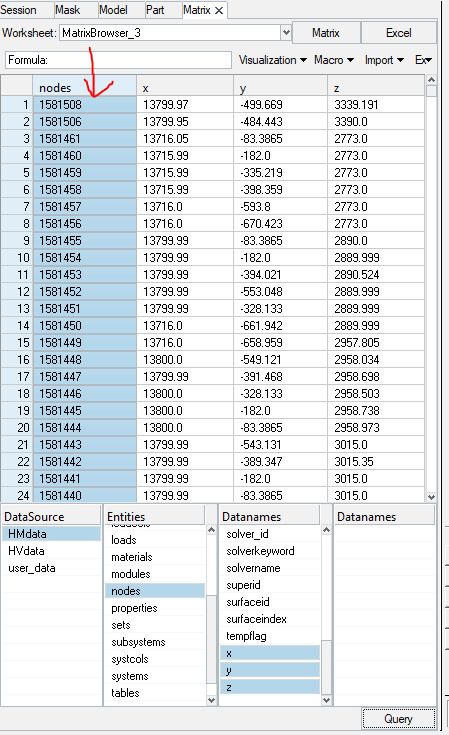 Session Mask Model Part Matrix
Worksheet: MatrixBrowser_3 Matrix Excel
Formula: Visualization Macro Import Ex
nodes x y z
1 1581508 13799.97 -499.669 3339.191
2 1581506 13799.95 -484.443 3390.0
3 1581461 13716.05 -83.3865 2773.0
4 1581460 13715.99 -182.0 2773.0
5 1581459 13715.99 -335.219 2773.0
6 1581458 13715.99 -398.359 2773.0
7 1581457 13716.0 -593.8 2773.0
8 1581456 13716.0 -670.423 2773.0
9 1581455 13799.99 -83.3865 2890.0
10 1581454 13799.99 -182.0 2889.999
11 1581453 13799.99 -394.021 2890.524
12 1581452 13799.99 -553.048 2889.999
13 1581451 13799.99 -328.133 2889.999
14 1581450 13716.0 -661.942 2889.999
15 1581449 13716.0 -658.959 2957.805
16 1581448 13800.0 -549.121 2958.034
17 1581447 13799.99 -391.468 2958.698
18 1581446 13800.0 -328.133 2958.503
19 1581445 13800.0 -182.0 2958.738
20 1581444 13800.0 -83.3865 2958.973
21 1581443 13799.99 -543.131 3015.0
22 1581442 13799.99 -389.347 3015.35
23 1581441 13799.99 -182.0 3015.0
24 1581440 13799.99 -83.3865 3015.0
DataSource Entities Datanames Datanames
HMdata
HVdata
user_data
loads
materials
modules
nodes
properties
sets
subsystems
systcols
systems
tables
solver_id
solverkeyword
solvername
superid
surfaceid
surfaceindex
tempflag
x
y
z
Query